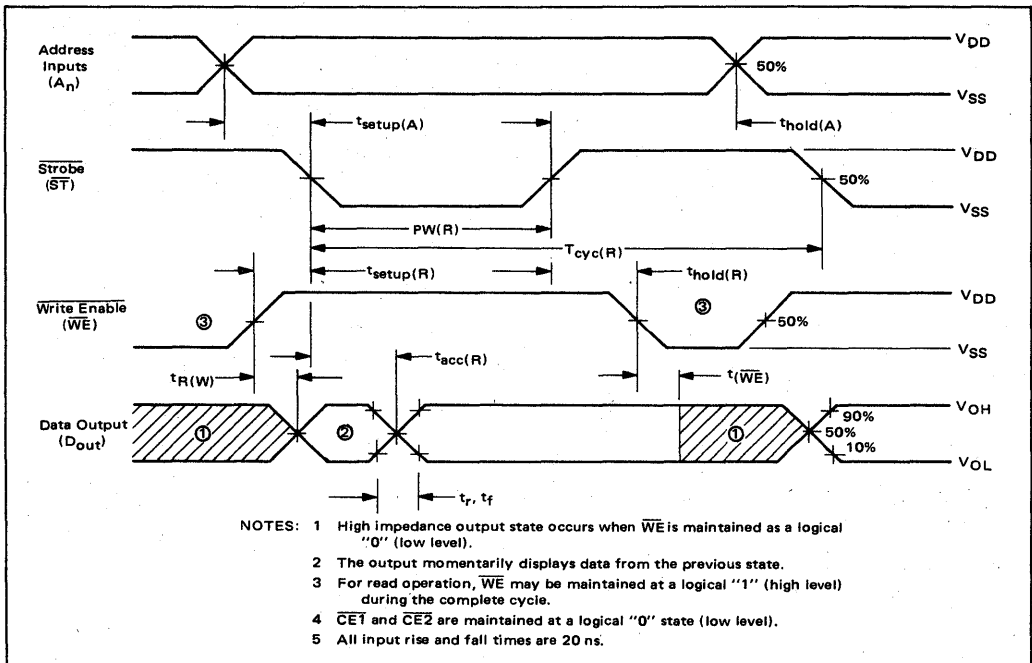 Address
Inputs
(An)
VDD
50%
VSS
tsetup(A)
thold(A)
Strobe
(ST)
VDD
50%
VSS
PW(R)
Tcyc(R)
tsetup(R)
thold(R)
Write Enable
(WE)
③
③
VDD
50%
VSS
tR(W)
tacc(R)
t(WE)
Data Output
(Dout)
①
②
①
VOH
90%
50%
10%
VOL
tr, tf
NOTES: 1 High impedance output state occurs when WE is maintained as a logical
"0" (low level).
2 The output momentarily displays data from the previous state.
3 For read operation, WE may be maintained at a logical "1" (high level)
during the complete cycle.
4 CE1 and CE2 are maintained at a logical "0" state (low level).
5 All input rise and fall times are 20 ns.